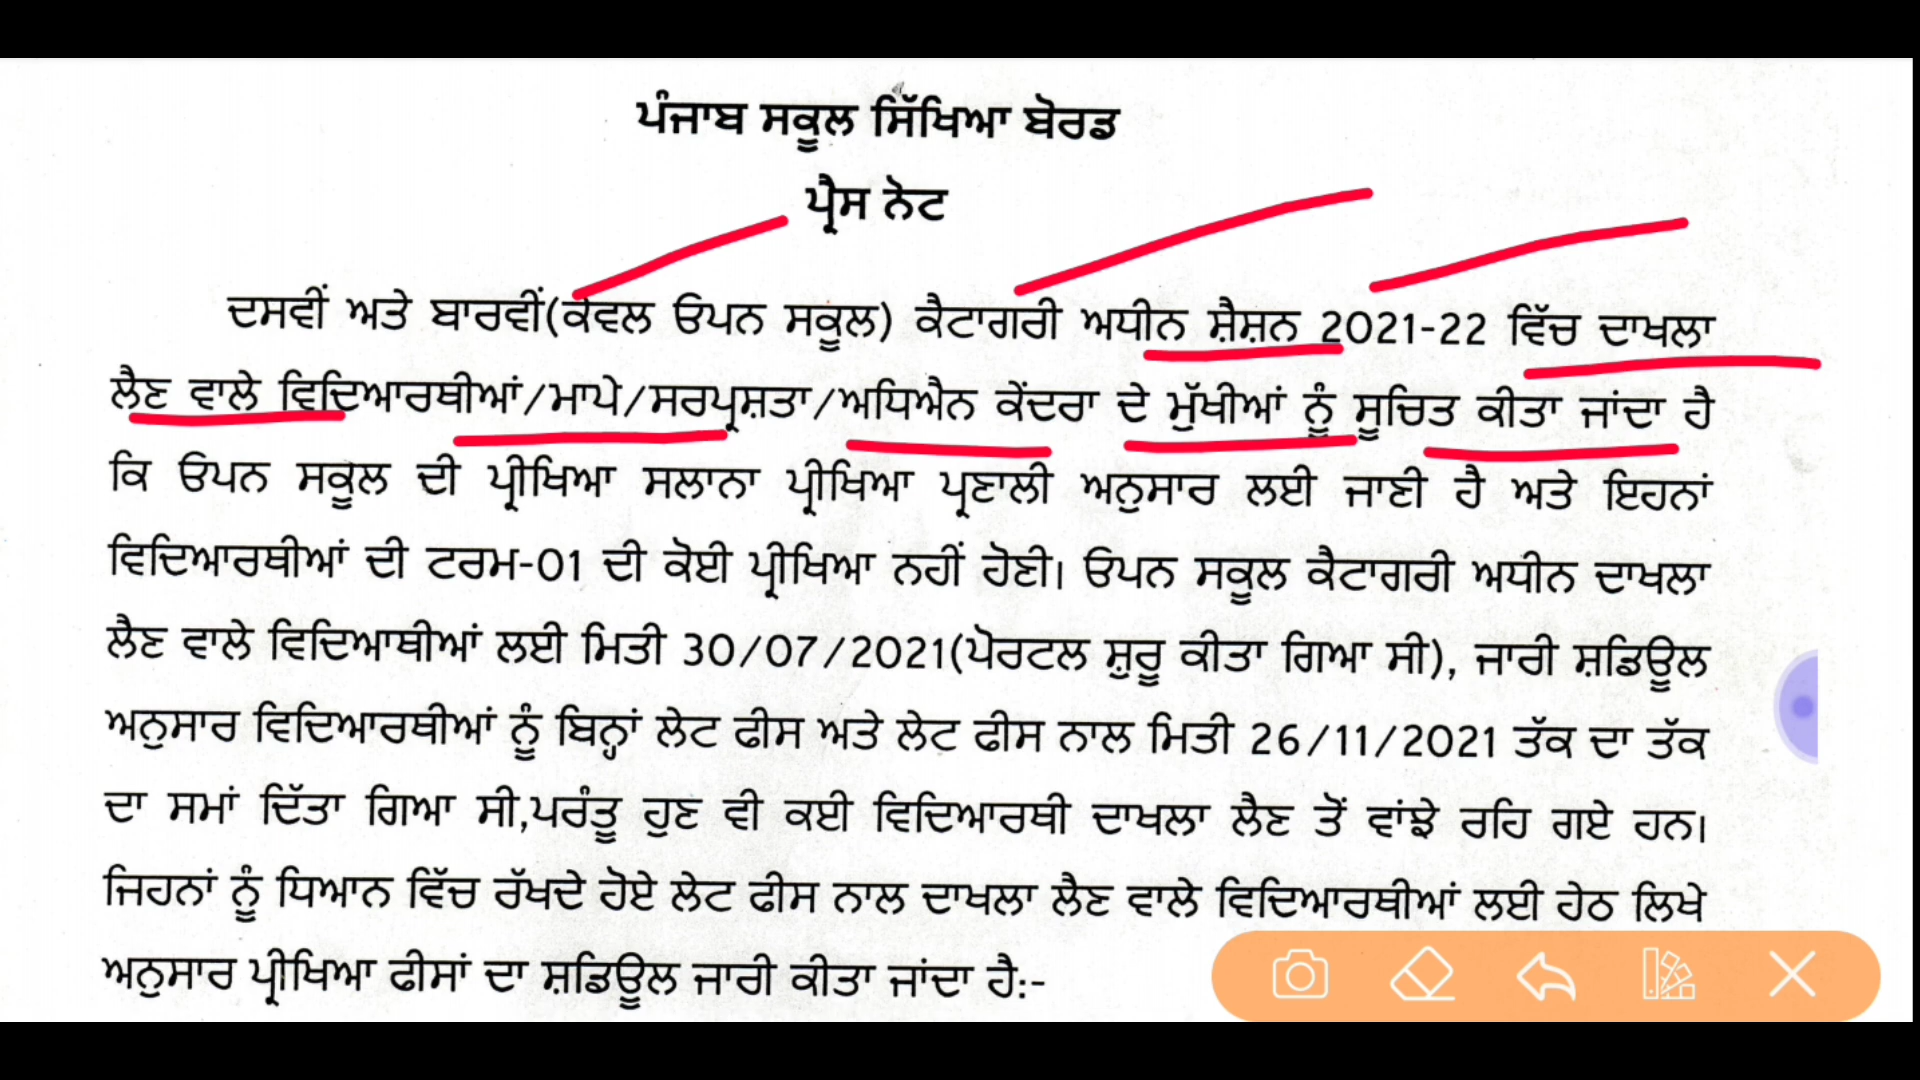 ਪੰਜਾਬ ਸਕੂਲ ਸਿੱਖਿਆ ਬੋਰਡ
ਪ੍ਰੈਸ ਨੋਟ
ਦਸਵੀਂ ਅਤੇ ਬਾਰਵੀਂ(ਕੇਵਲ ਓਪਨ ਸਕੂਲ) ਕੈਟਾਗਰੀ ਅਧੀਨ ਸ਼ੈਸ਼ਨ 2021-22 ਵਿੱਚ ਦਾਖਲਾ
ਲੈਣ ਵਾਲੇ ਵਿਦਿਆਰਥੀਆਂ/ਮਾਪੇ/ਸਰਪ੍ਰਸ਼ਤਾ/ਅਧਿਐਨ ਕੇਂਦਰਾ ਦੇ ਮੁੱਖੀਆਂ ਨੂੰ ਸੂਚਿਤ ਕੀਤਾ ਜਾਂਦਾ ਹੈ
ਕਿ ਓਪਨ ਸਕੂਲ ਦੀ ਪ੍ਰੀਖਿਆ ਸਲਾਨਾ ਪ੍ਰੀਖਿਆ ਪ੍ਰਣਾਲੀ ਅਨੁਸਾਰ ਲਈ ਜਾਣੀ ਹੈ ਅਤੇ ਇਹਨਾਂ
ਵਿਦਿਆਰਥੀਆਂ ਦੀ ਟਰਮ-01 ਦੀ ਕੋਈ ਪ੍ਰੀਖਿਆ ਨਹੀਂ ਹੋਣੀ। ਓਪਨ ਸਕੂਲ ਕੈਟਾਗਰੀ ਅਧੀਨ ਦਾਖਲਾ
ਲੈਣ ਵਾਲੇ ਵਿਦਿਆਥੀਆਂ ਲਈ ਮਿਤੀ 30/07/2021(ਪੋਰਟਲ ਸ਼ੁਰੂ ਕੀਤਾ ਗਿਆ ਸੀ), ਜਾਰੀ ਸ਼ਡਿਊਲ
ਅਨੁਸਾਰ ਵਿਦਿਆਰਥੀਆਂ ਨੂੰ ਬਿਨ੍ਹਾਂ ਲੇਟ ਫੀਸ ਅਤੇ ਲੇਟ ਫੀਸ ਨਾਲ ਮਿਤੀ 26/11/2021 ਤੱਕ ਦਾ ਤੱਕ
ਦਾ ਸਮਾਂ ਦਿੱਤਾ ਗਿਆ ਸੀ,ਪਰੰਤੂ ਹੁਣ ਵੀ ਕਈ ਵਿਦਿਆਰਥੀ ਦਾਖਲਾ ਲੈਣ ਤੋਂ ਵਾਂਝੇ ਰਹਿ ਗਏ ਹਨ।
ਜਿਹਨਾਂ ਨੂੰ ਧਿਆਨ ਵਿੱਚ ਰੱਖਦੇ ਹੋਏ ਲੇਟ ਫੀਸ ਨਾਲ ਦਾਖਲਾ ਲੈਣ ਵਾਲੇ ਵਿਦਿਆਰਥੀਆਂ ਲਈ ਹੇਠ ਲਿਖੇ
ਅਨੁਸਾਰ ਪ੍ਰੀਖਿਆ ਫੀਸਾਂ ਦਾ ਸ਼ਡਿਊਲ ਜਾਰੀ ਕੀਤਾ ਜਾਂਦਾ ਹੈ:-